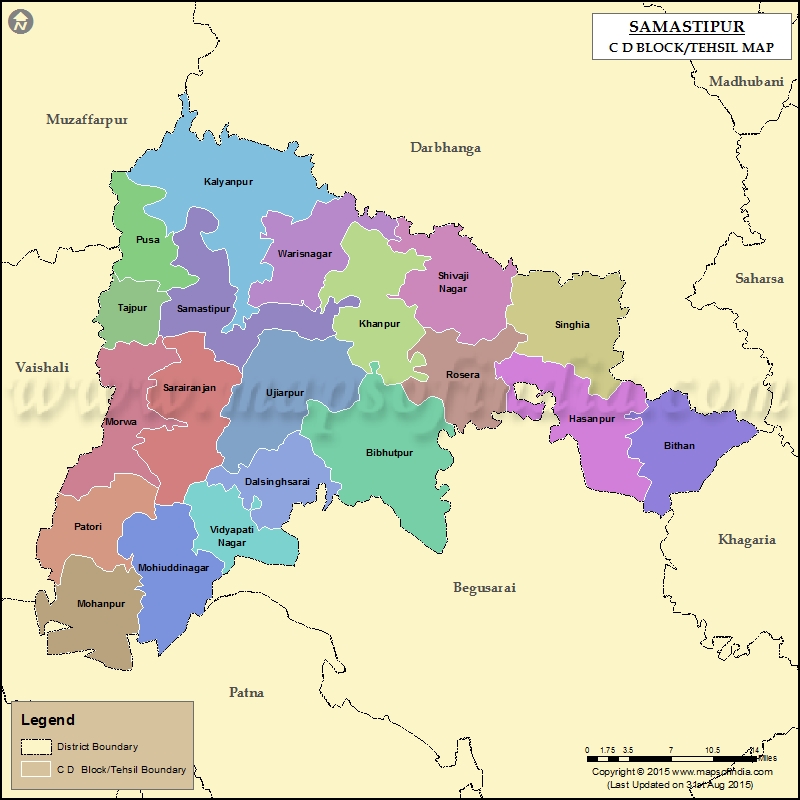 N
SAMASTIPUR
C D BLOCK/TEHSIL MAP
Madhubani
Muzaffarpur
Darbhanga
Kalyanpur
Pusa
Warisnagar
Shivaji
Nagar
Saharsa
Tajpur
Samastipur
Khanpur
Singhia
Vaishali
Rosera
Sarairanjan
Ujiarpur
www.mapsofindia.com
Morwa
Hasanpur
Bibhutpur
Bithan
Dalsinghsarai
Patori
Vidyapati
Nagar
Khagaria
Mohiuddinagar
Begusarai
Mohanpur
Patna
Legend
District Boundary
C D Block/Tehsil Boundary
0 1.75 3.5 7 10.5 14
Miles
Copyright © 2015 www.mapsofindia.com
(Last Updated on 31st Aug 2015)